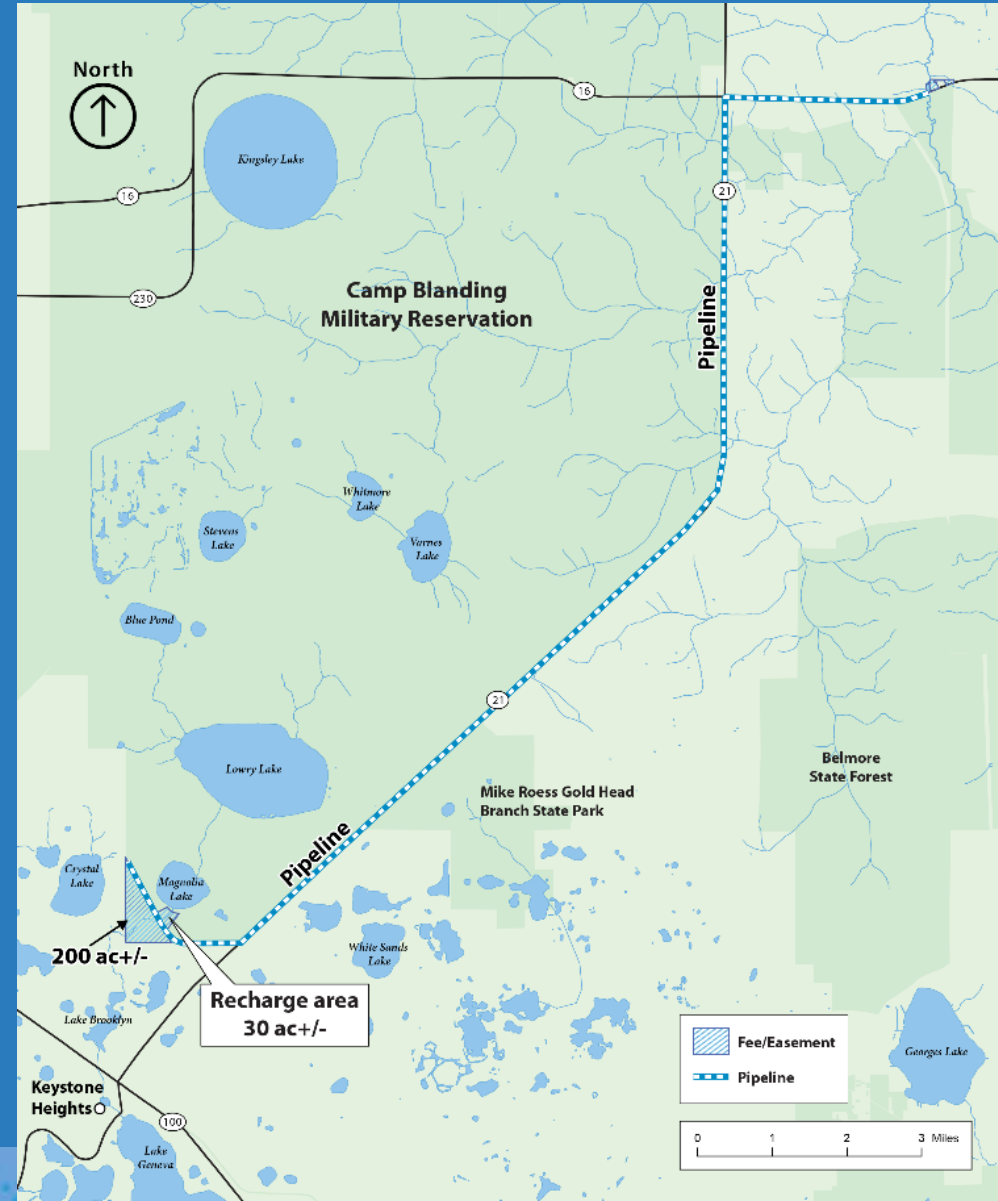 North
16
Kingsley Lake
16
21
230
Camp Blanding
Military Reservation
Pipeline
Whitmore
Lake
Stevens
Lake
Varnes
Lake
Blue Pond
21
Lowry Lake
Belmore
State Forest
Mike Roess Gold Head
Branch State Park
Pipeline
Crystal
Lake
Magnolia
Lake
200 ac+/-
White Sands
Lake
Recharge area
30 ac+/-
Lake Brooklyn
Fee/Easement
Pipeline
Georges Lake
Keystone
Heights
100
Lake
Geneva
0 1 2 3 Miles